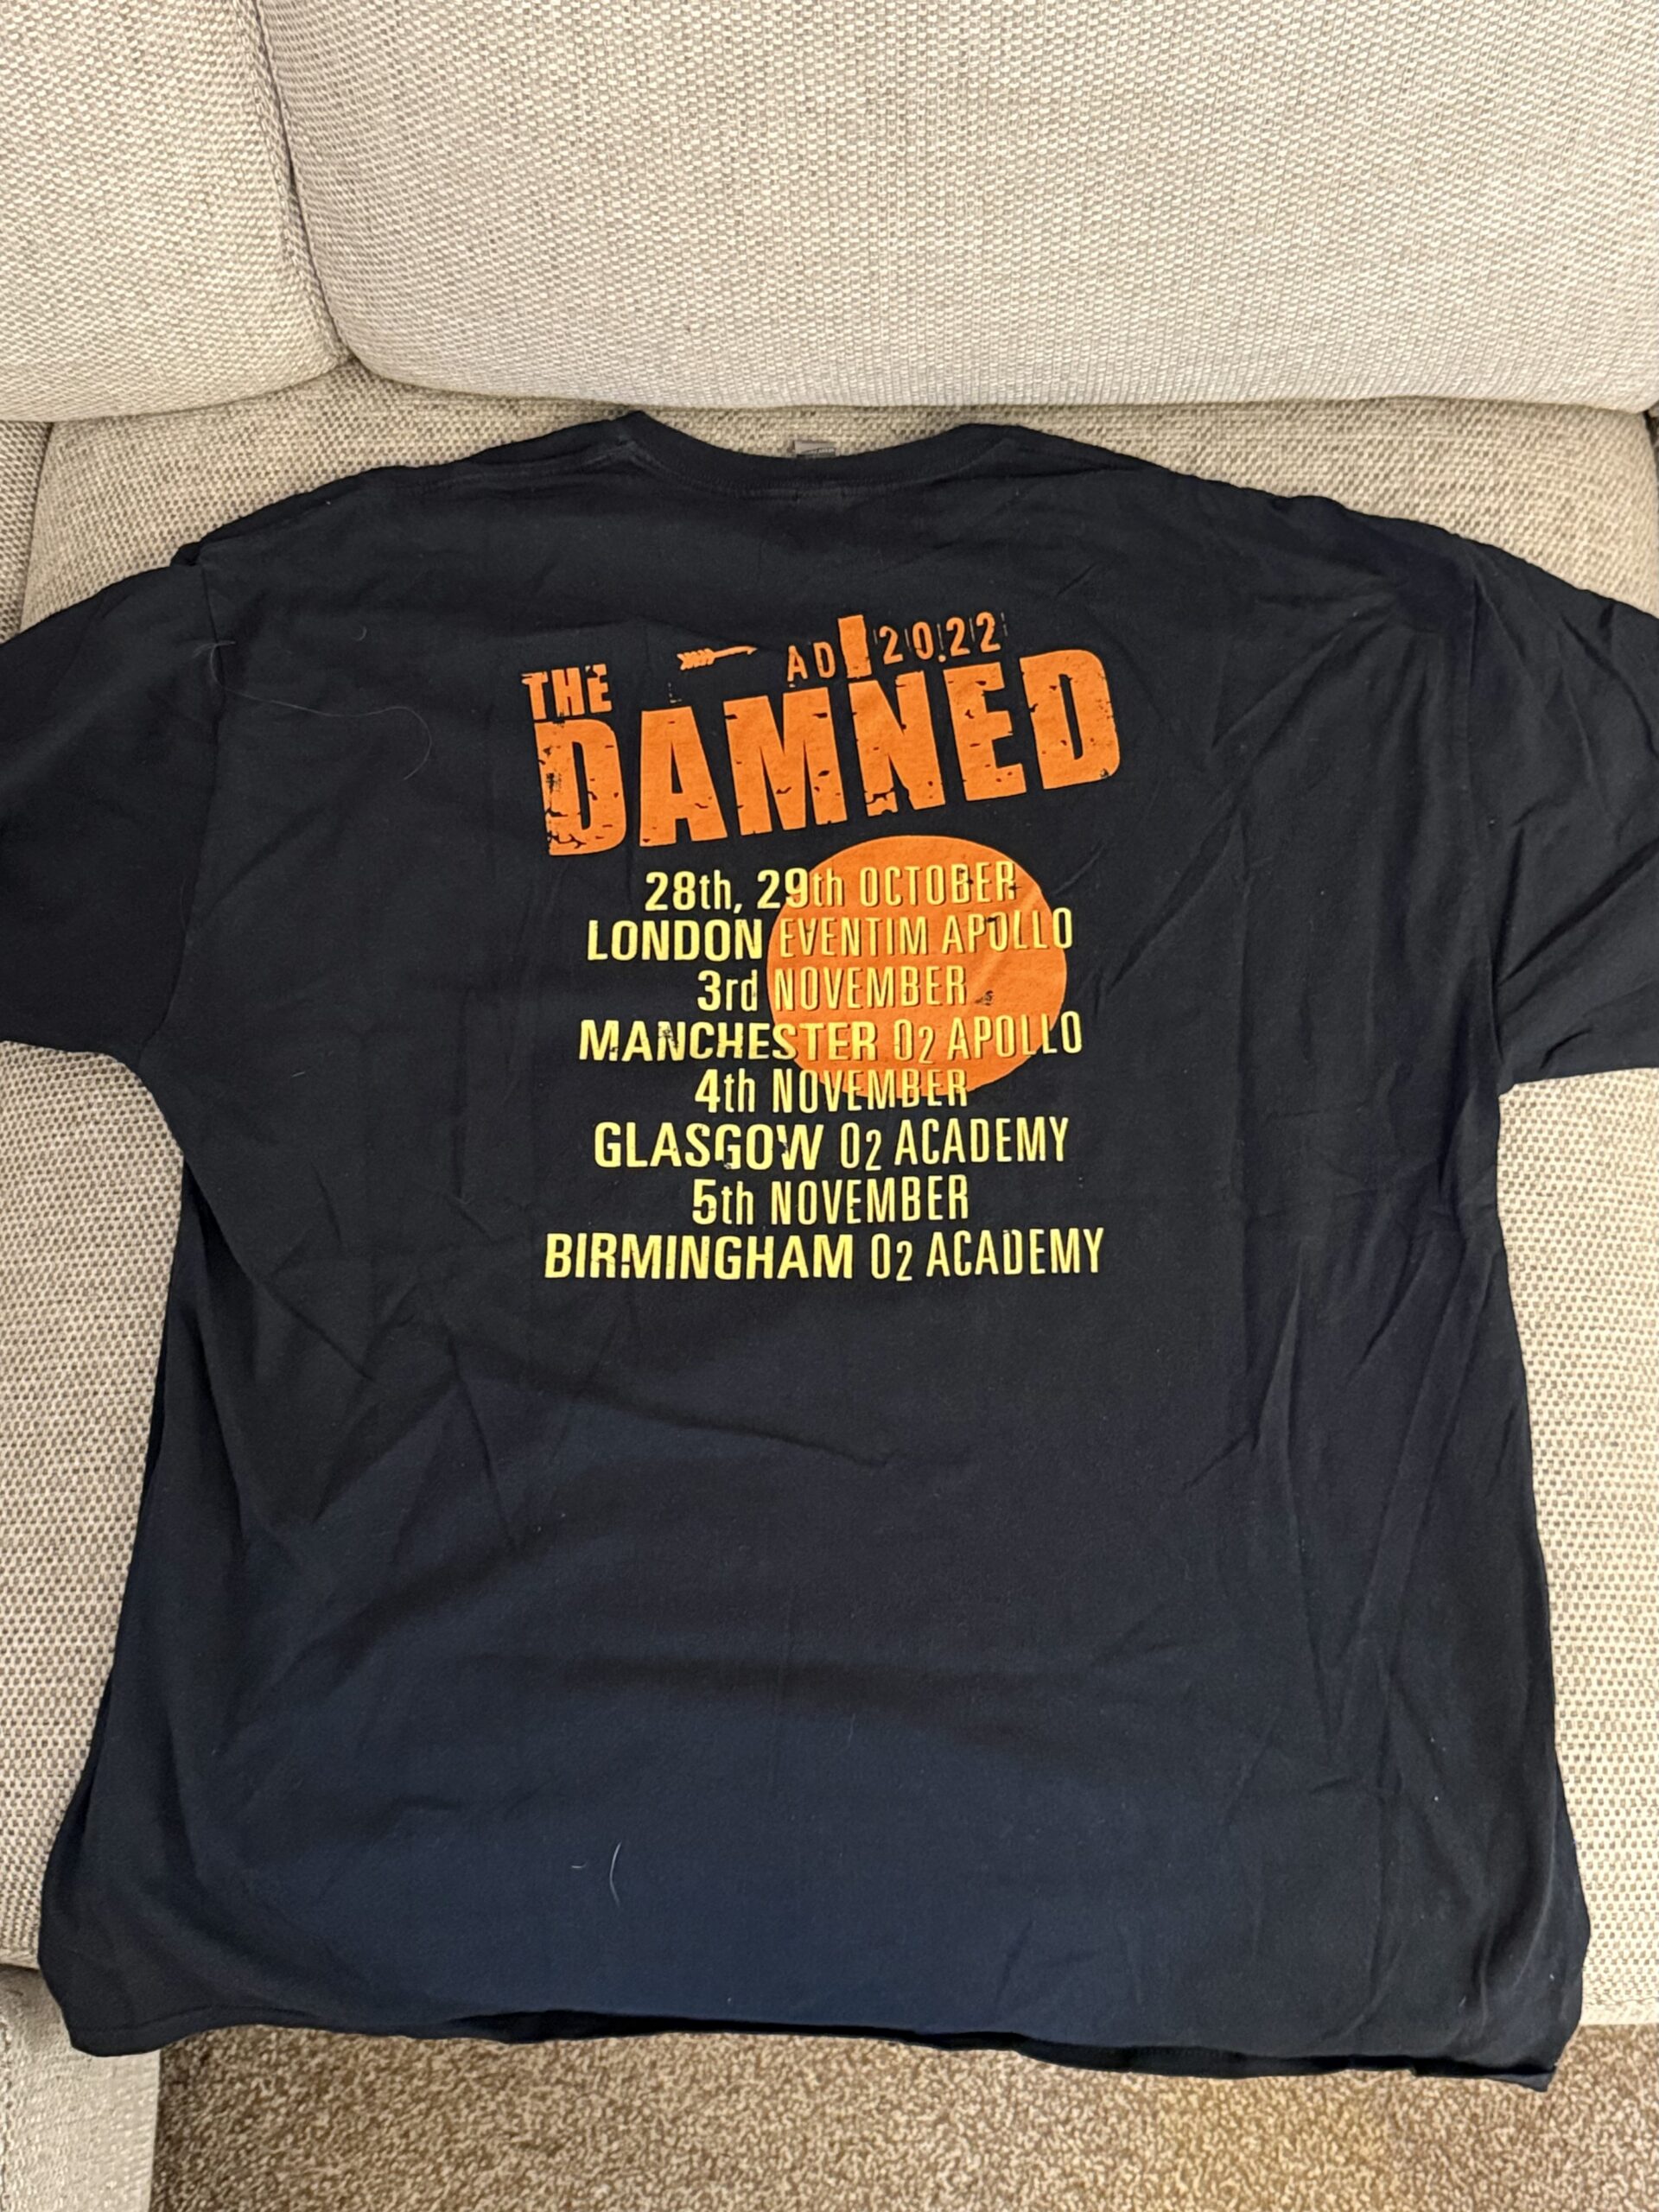 AD 2022
THE
DAMNED
28th, 29th OCTOBER
LONDON EVENTIM APOLLO
3rd NOVEMBER
MANCHESTER O2 APOLLO
4th NOVEMBER
GLASGOW O2 ACADEMY
5th NOVEMBER
BIRMINGHAM O2 ACADEMY